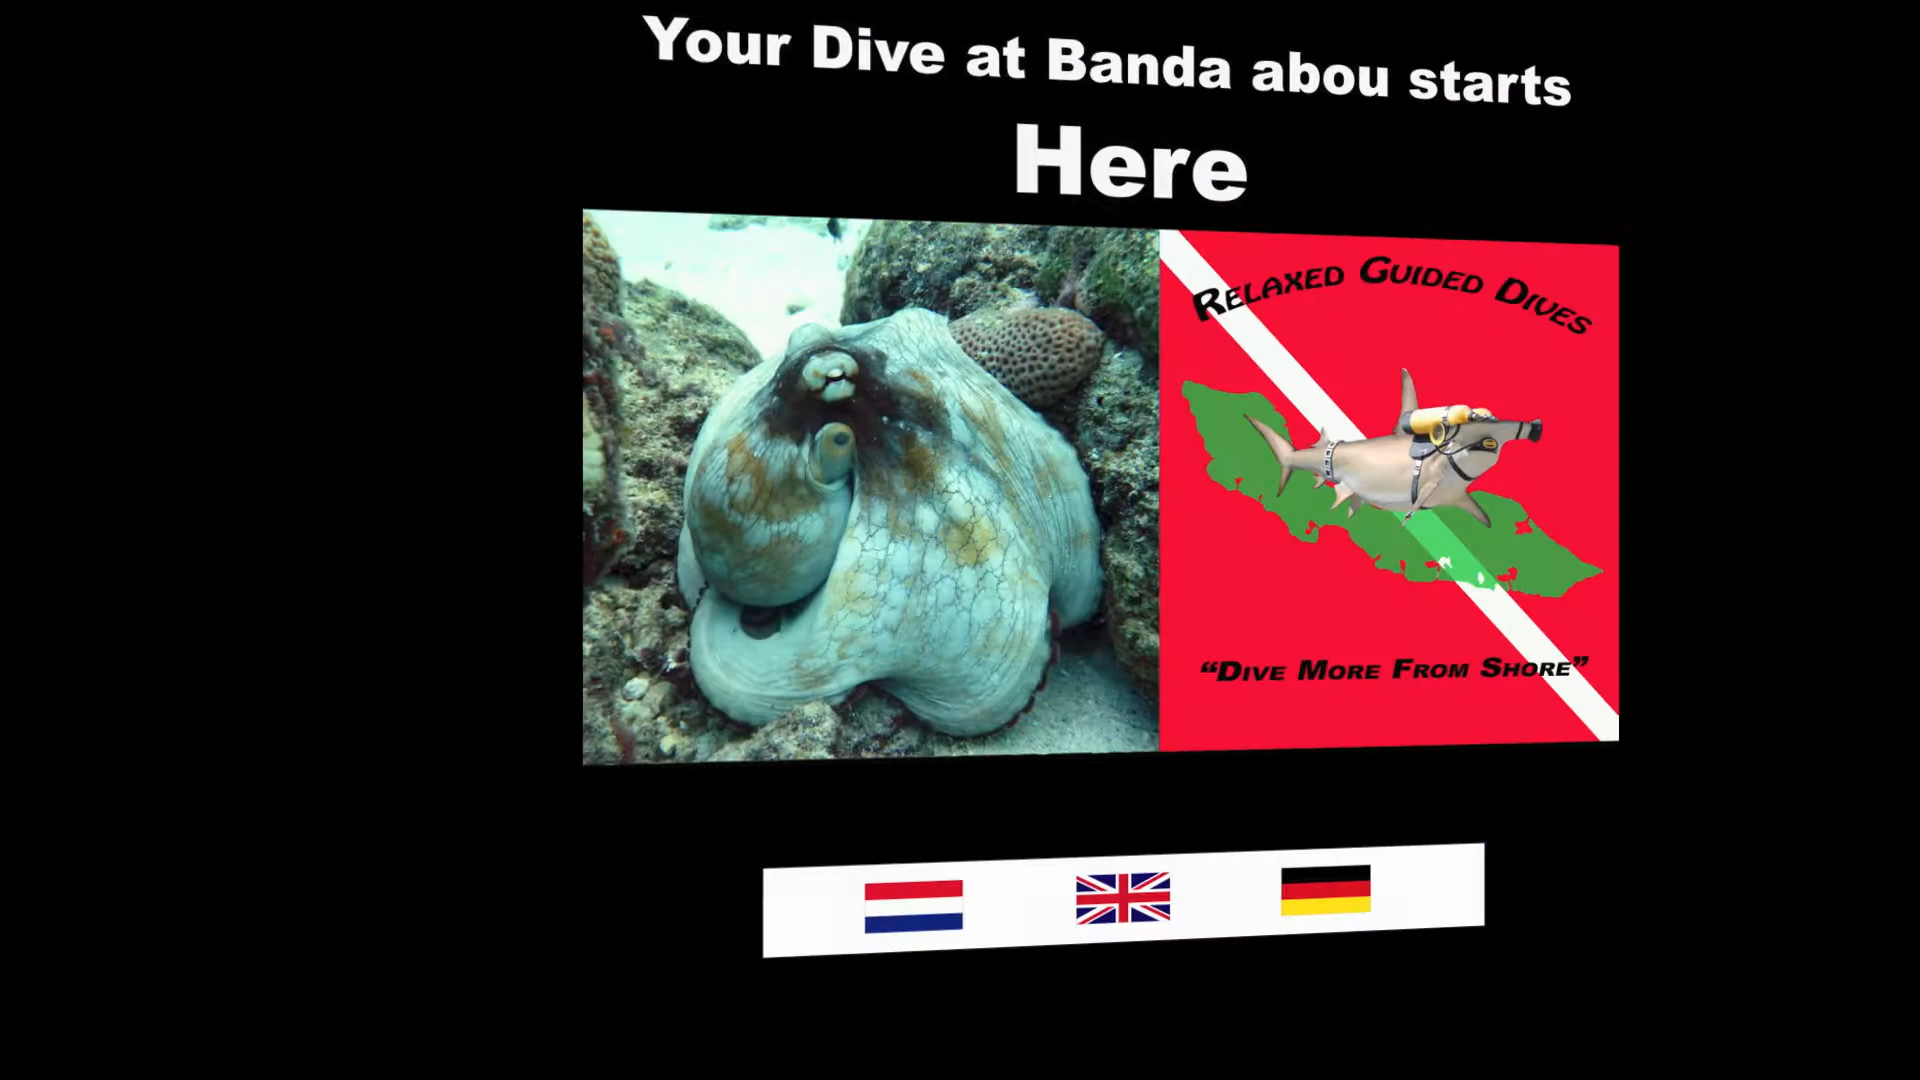 Your Dive at Banda abou starts
Here
Relaxed Guided Dives
“Dive More From Shore”